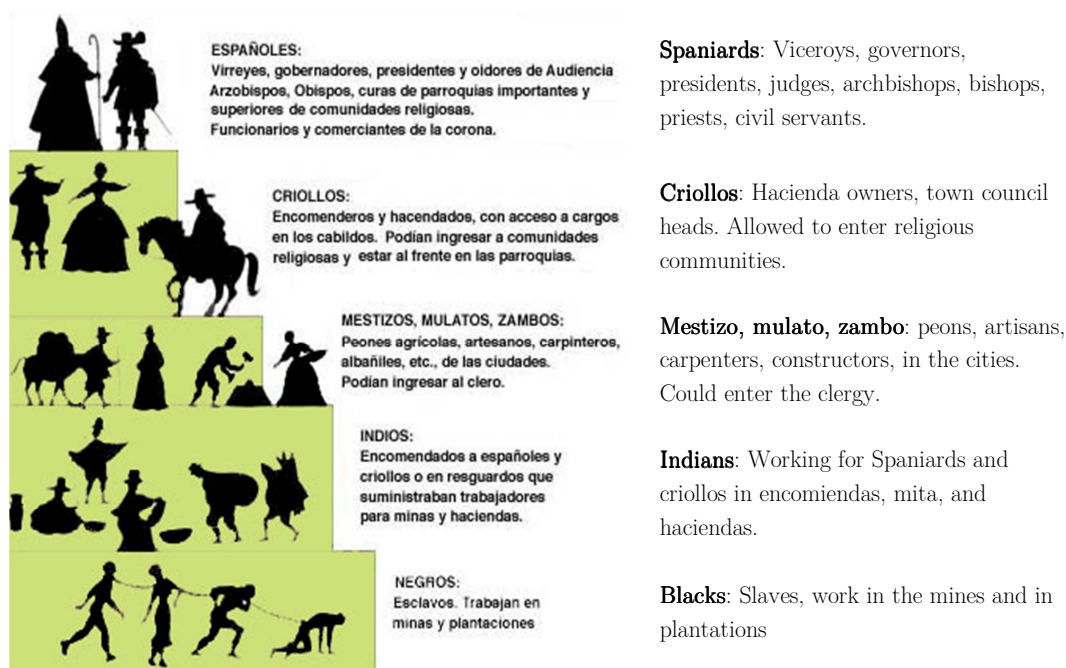 ESPAÑOLES:
Virreyes, gobernadores, presidentes y oidores de Audiencia
Arzobispos, Obispos, curas de parroquias importantes y
superiores de comunidades religiosas.
Funcionarios y comerciantes de la corona.
Spaniards: Viceroys, governors,
presidents, judges, archbishops, bishops,
priests, civil servants.
CRIOLLOS:
Encomenderos y hacendados, con acceso a cargos
en los cabildos. Podían ingresar a comunidades
religiosas y estar al frente en las parroquias.
Criollos: Hacienda owners, town council
heads. Allowed to enter religious
communities.
MESTIZOS, MULATOS, ZAMBOS:
Peones agrícolas, artesanos, carpinteros,
albañiles, etc., de las ciudades.
Podían ingresar al clero.
Mestizo, mulato, zambo: peons, artisans,
carpenters, constructors, in the cities.
Could enter the clergy.
INDIOS:
Encomendados a españoles y
criollos o en resguardos que
suministraban trabajadores
para minas y haciendas.
Indians: Working for Spaniards and
criollos in encomiendas, mita, and
haciendas.
NEGROS:
Esclavos. Trabajan en
minas y plantaciones
Blacks: Slaves, work in the mines and in
plantations